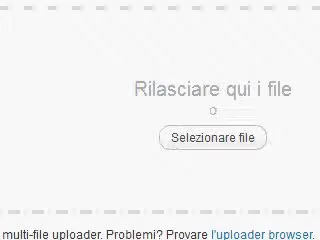 Rilasciare qui i file
o
Selezionare file
multi-file uploader. Problemi? Provare l'uploader browser.